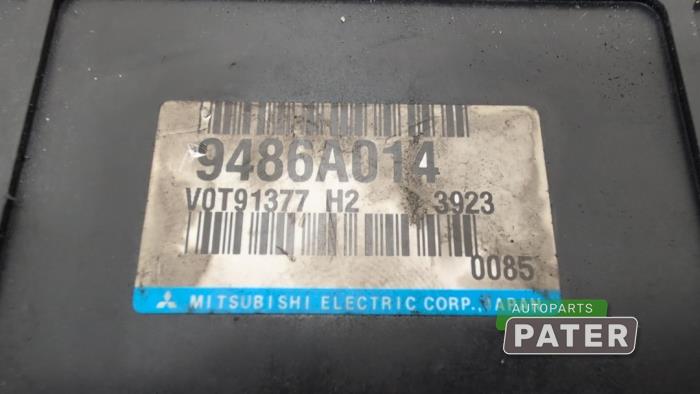 9486A014
V0T91377 H2 3923
0085
MITSUBISHI ELECTRIC CORP., JAPAN
AUTOPARTS
PATER